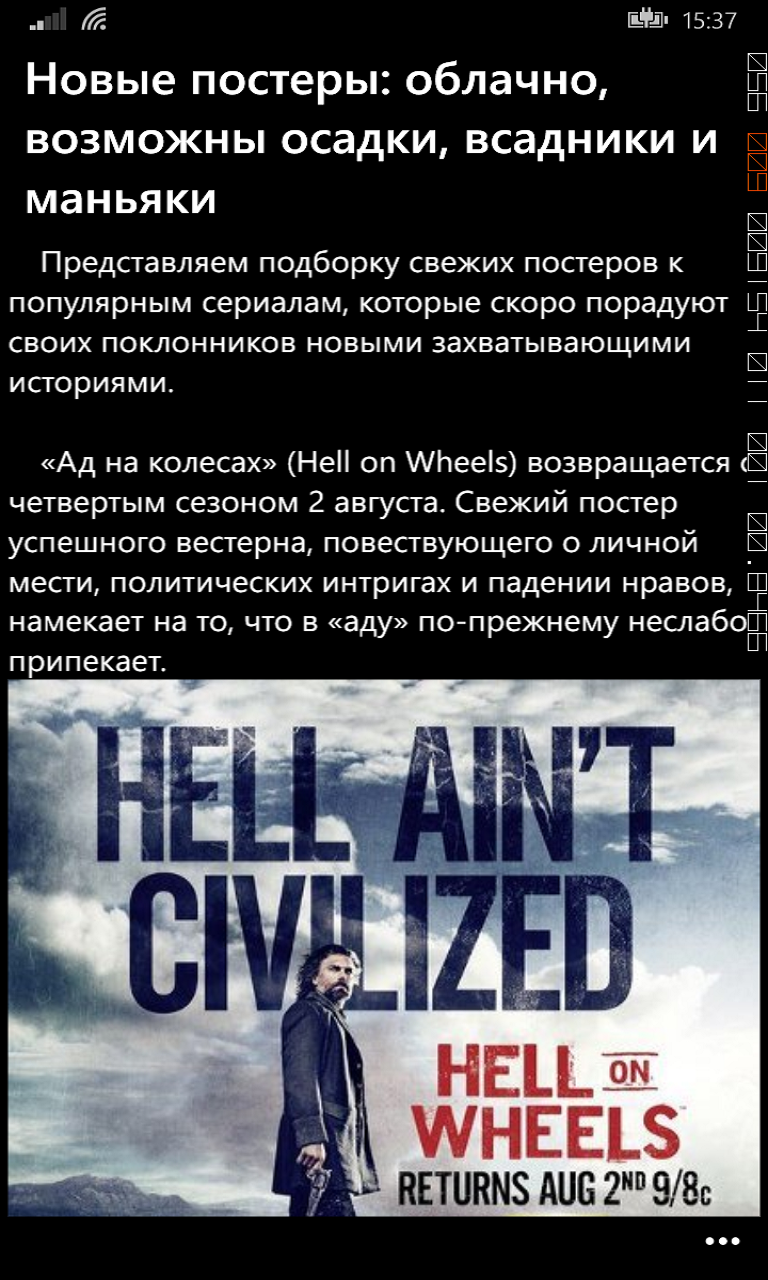 15:37
Новые постеры: облачно,
возможны осадки, всадники и
маньяки
Представляем подборку свежих постеров к
популярным сериалам, которые скоро порадуют
своих поклонников новыми захватывающими
историями.
«Ад на колесах» (Hell on Wheels) возвращается с
четвертым сезоном 2 августа. Свежий постер
успешного вестерна, повествующего о личной
мести, политических интригах и падении нравов,
намекает на то, что в «аду» по-прежнему неслабо
припекает.
HELL AIN'T
CIVILIZED
HELL ON
WHEELS
RETURNS AUG 2ND 9/8c